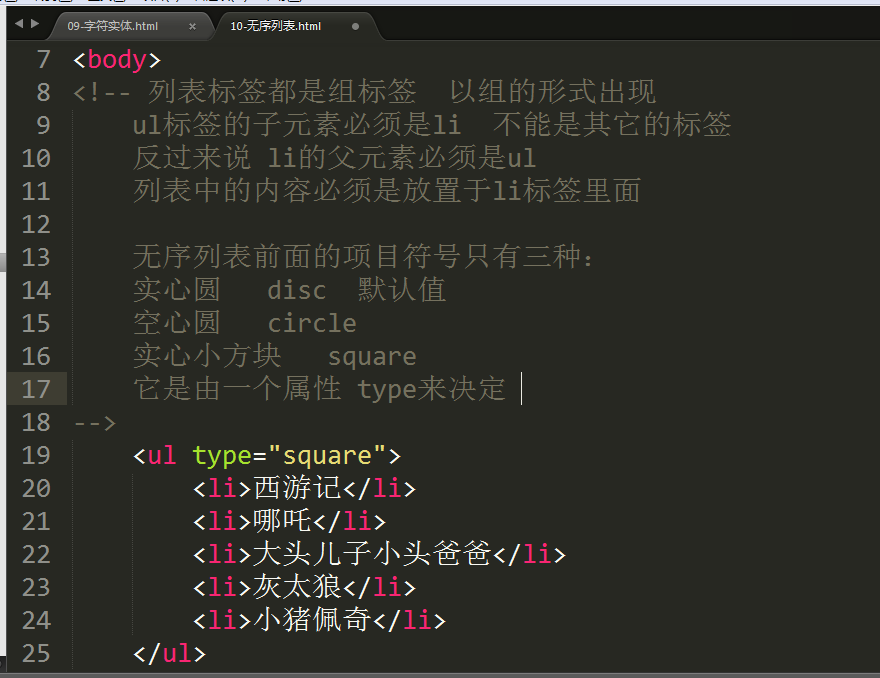 09-字符实体.html × 10-无序列表.html
7 <body>
8 <!-- 列表标签都是组标签 以组的形式出现
9 ul标签的子元素必须是li 不能是其它的标签
10 反过来说 li的父元素必须是ul
11 列表中的内容必须是放置于li标签里面
12
13 无序列表前面的项目符号只有三种:
14 实心圆 disc 默认值
15 空心圆 circle
16 实心小方块 square
17 它是由一个属性 type来决定
18 -->
19 <ul type="square">
20 <li>西游记</li>
21 <li>哪吒</li>
22 <li>大头儿子小头爸爸</li>
23 <li>灰太狼</li>
24 <li>小猪佩奇</li>
25 </ul>